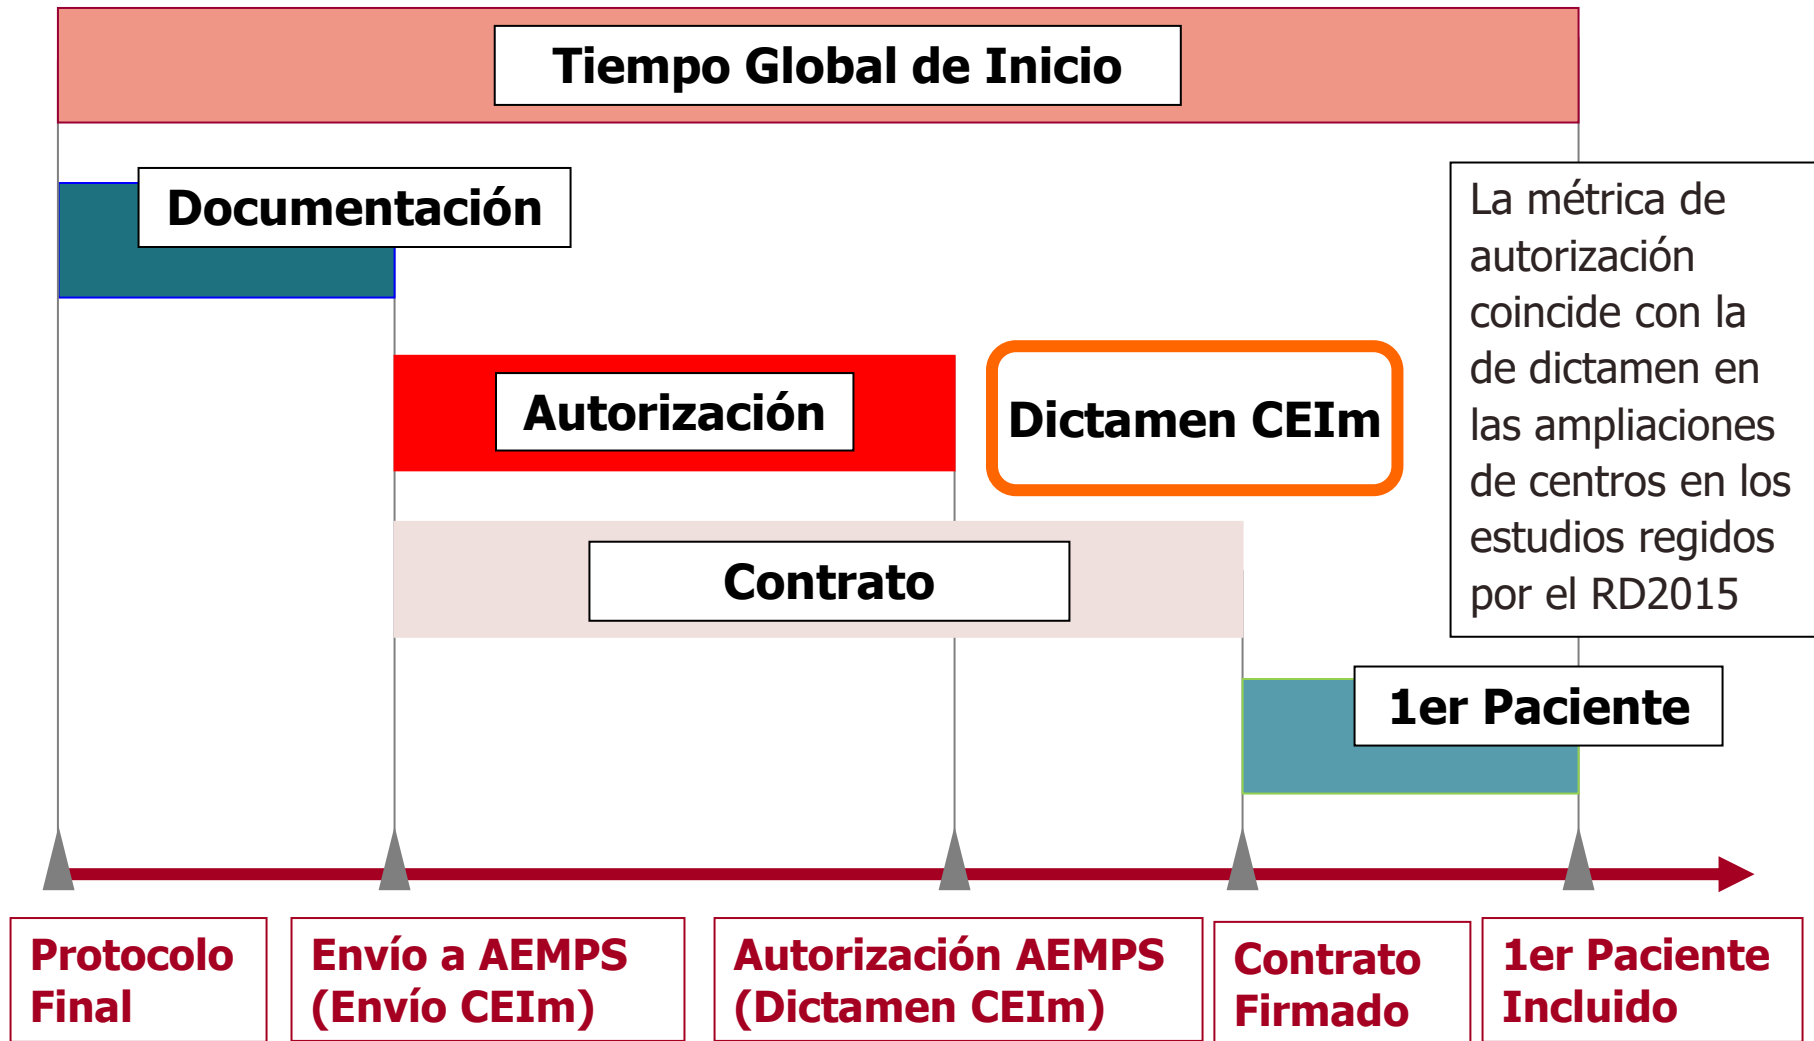 Tiempo Global de Inicio
Documentación
La métrica de
autorización
coincide con la
de dictamen en
las ampliaciones
de centros en los
estudios regidos
por el RD2015
Autorización
Dictamen CEIm
Contrato
1er Paciente
Protocolo
Final
Envío a AEMPS
(Envío CEIm)
Autorización AEMPS
(Dictamen CEIm)
Contrato
Firmado
1er Paciente
Incluido